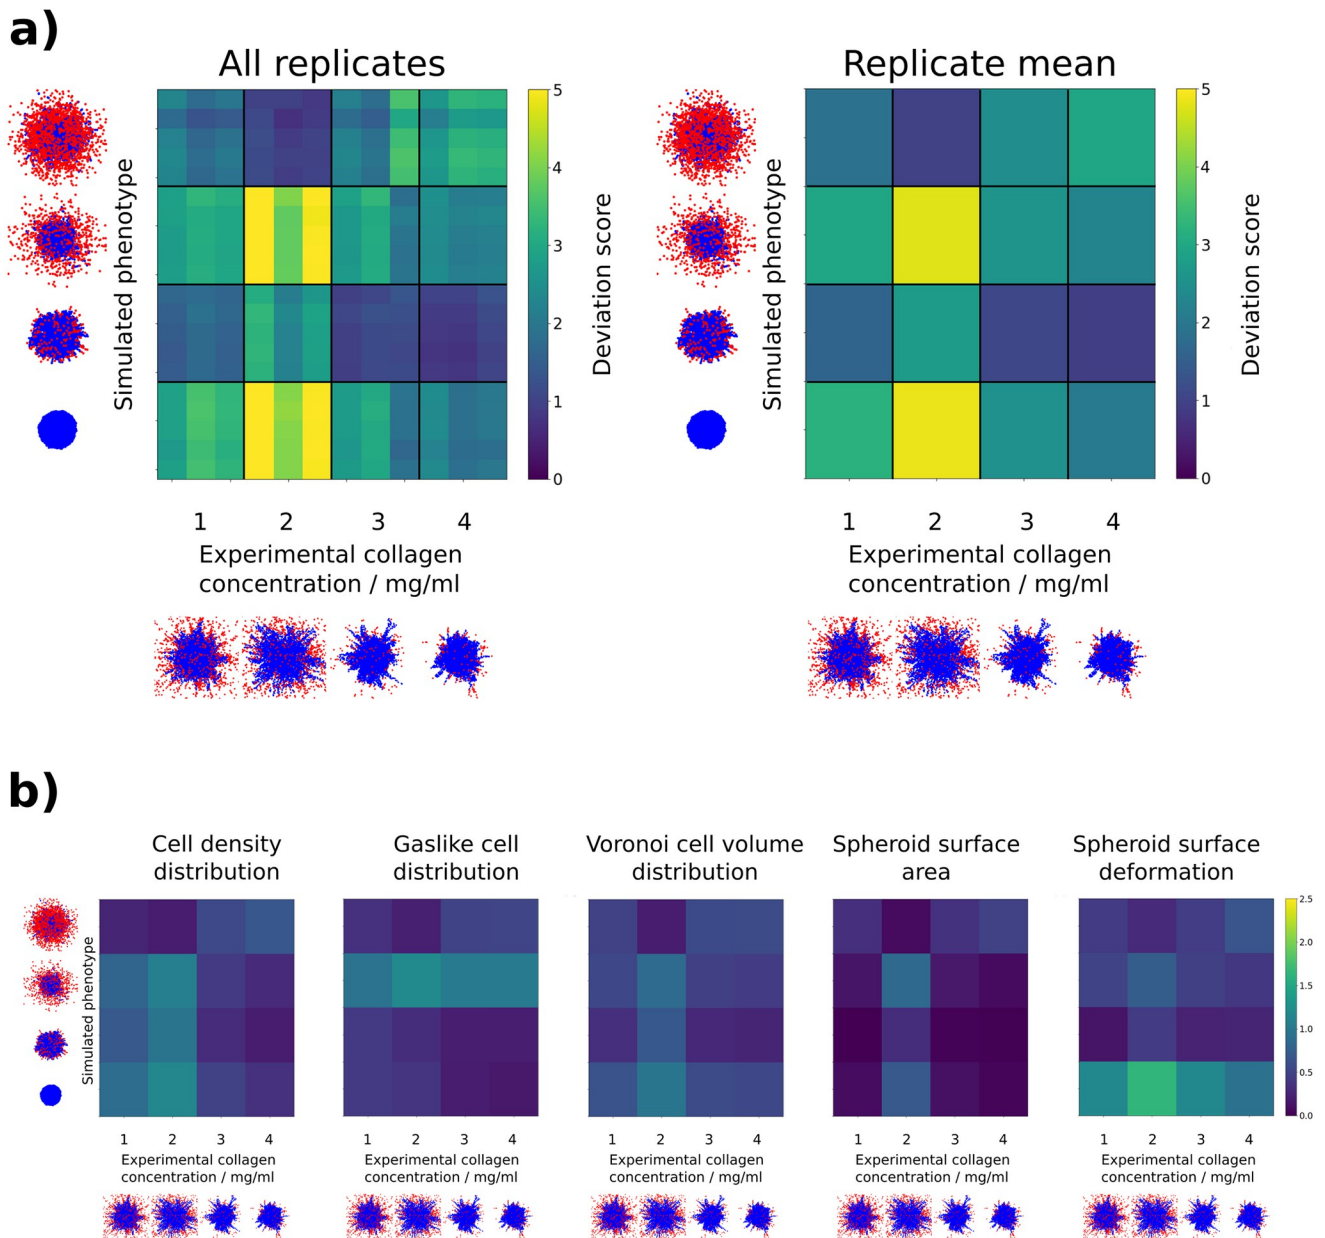 a)
All replicates
Simulated phenotype
5
4
3
2
1
0
Deviation score
1 2 3 4
Experimental collagen
concentration / mg/ml
Replicate mean
Simulated phenotype
5
4
3
2
1
0
Deviation score
1 2 3 4
Experimental collagen
concentration / mg/ml
b)
Simulated phenotype
Cell density
distribution
1 2 3 4
Experimental collagen
concentration / mg/ml
Gaslike cell
distribution
1 2 3 4
Experimental collagen
concentration / mg/ml
Voronoi cell volume
distribution
1 2 3 4
Experimental collagen
concentration / mg/ml
Spheroid surface
area
1 2 3 4
Experimental collagen
concentration / mg/ml
Spheroid surface
deformation
1 2 3 4
Experimental collagen
concentration / mg/ml
2.5
2.0
1.5
1.0
0.5
0.0